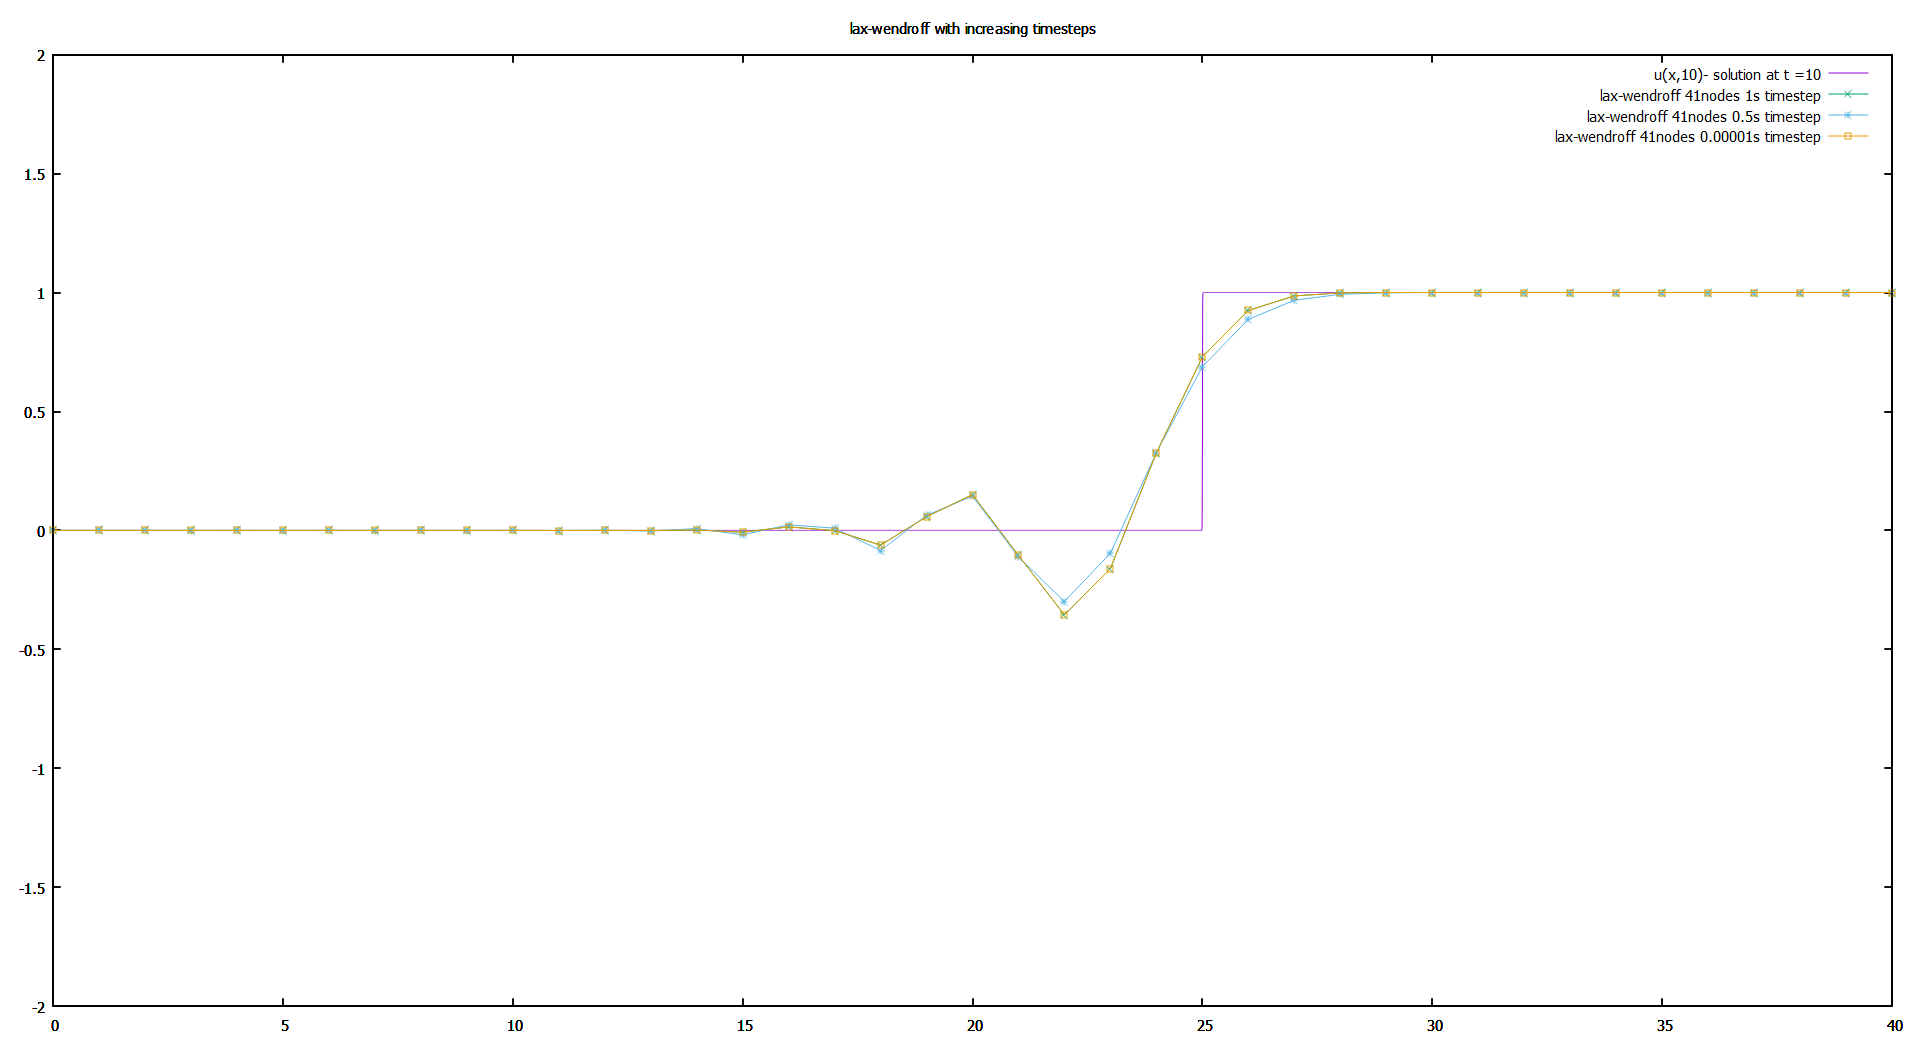 lax-wendroff with increasing timesteps
2
u(x,10)- solution at t =10
lax-wendroff 41nodes 1s timestep
lax-wendroff 41nodes 0.5s timestep
lax-wendroff 41nodes 0.00001s timestep
1.5
1
0.5
0
-0.5
-1
-1.5
-2
0 5 10 15 20 25 30 35 40